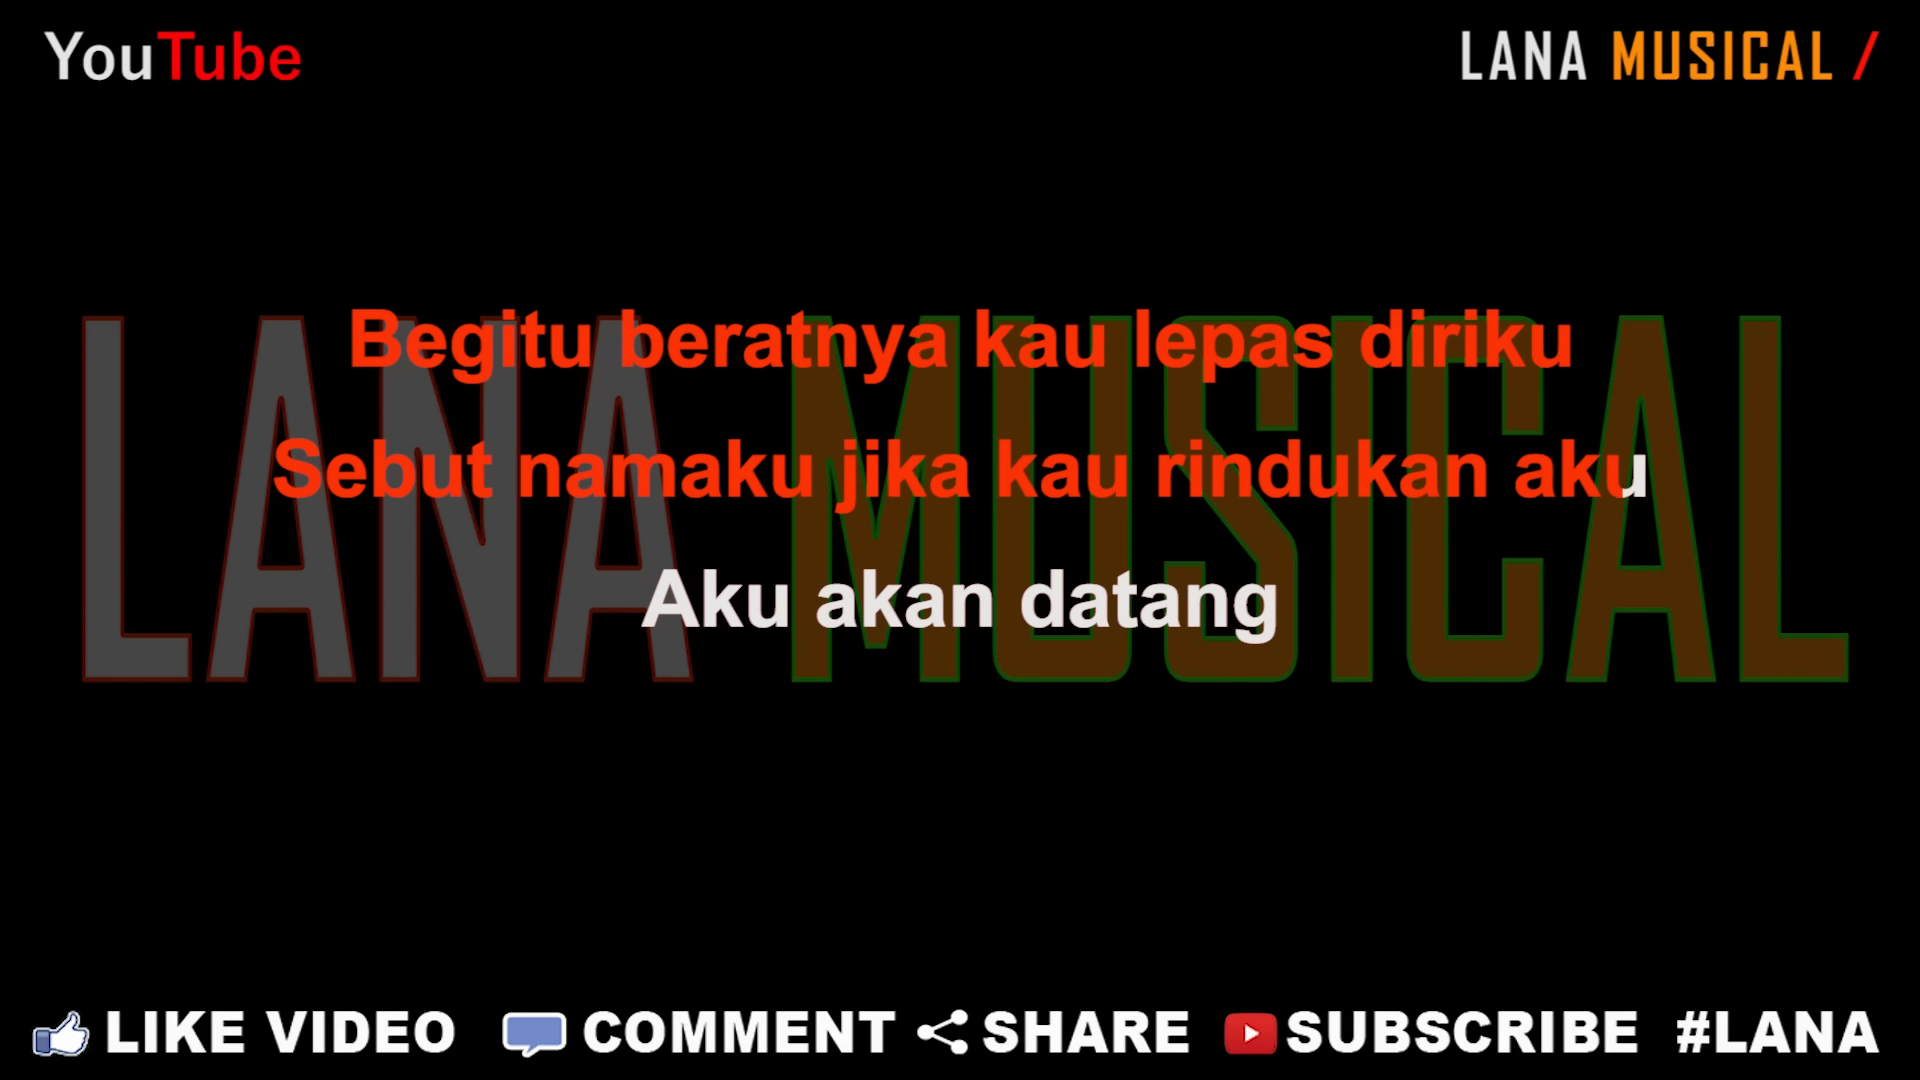 YouTube
LANA MUSICAL /
LANA MUSICAL
Begitu beratnya kau lepas diriku
Sebut namaku jika kau rindukan aku
Aku akan datang
LIKE VIDEO COMMENT SHARE SUBSCRIBE #LANA